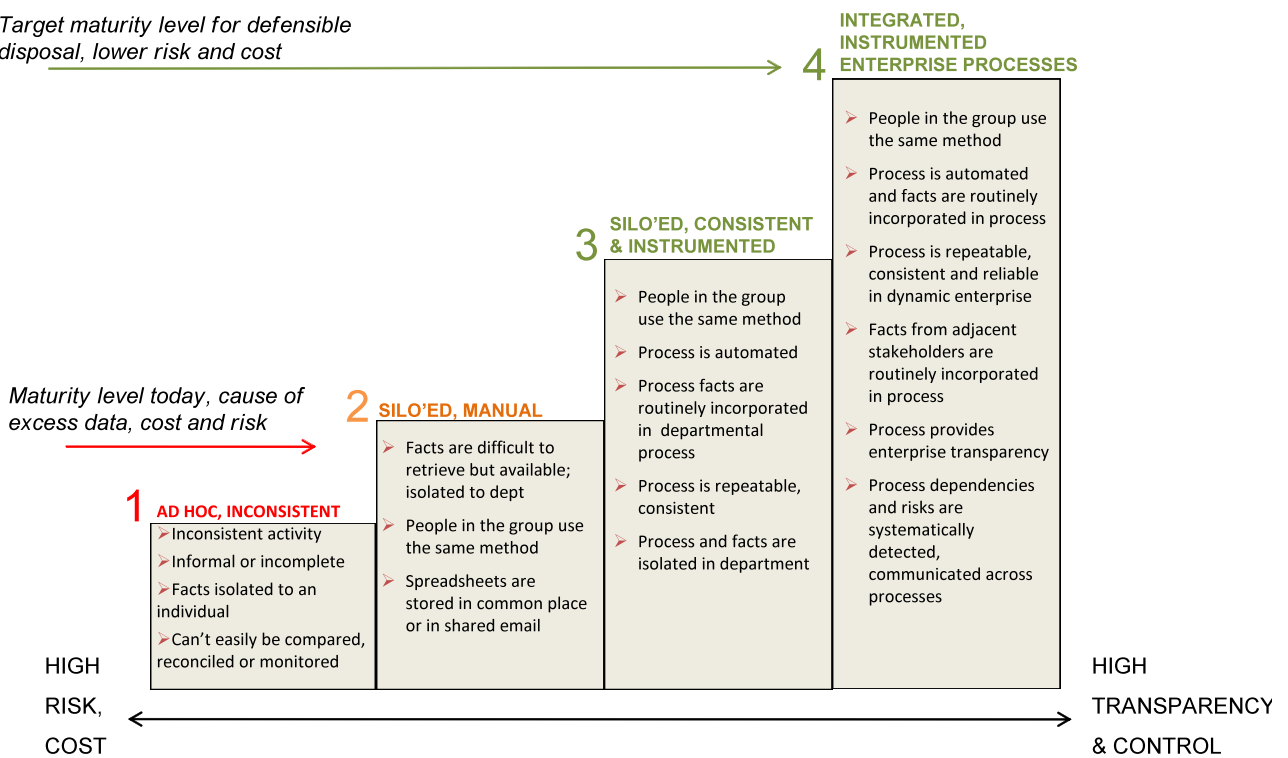 Target maturity level for defensible
disposal, lower risk and cost
4
INTEGRATED,
INSTRUMENTED
ENTERPRISE PROCESSES
People in the group use
the same method
Process is automated
and facts are routinely
incorporated in process
Process is repeatable,
consistent and reliable
in dynamic enterprise
Facts from adjacent
stakeholders are
routinely incorporated
in process
Process provides
enterprise transparency
Process dependencies
and risks are
systematically
detected,
communicated across
processes
3
SILO’ED, CONSISTENT
& INSTRUMENTED
People in the group
use the same method
Process is automated
Process facts are
routinely incorporated
in departmental
process
Process is repeatable,
consistent
Process and facts are
isolated in department
Maturity level today, cause of
excess data, cost and risk
2
SILO’ED, MANUAL
Facts are difficult to
retrieve but available;
isolated to dept
People in the group use
the same method
Spreadsheets are
stored in common place
or in shared email
1
AD HOC, INCONSISTENT
Inconsistent activity
Informal or incomplete
Facts isolated to an
individual
Can’t easily be compared,
reconciled or monitored
HIGH
RISK,
COST
HIGH
TRANSPARENCY
& CONTROL